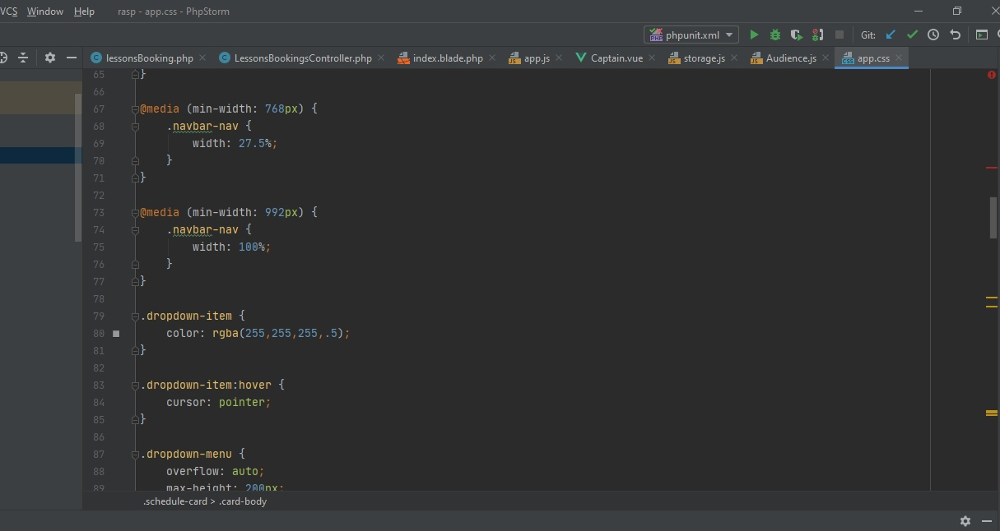 VCS Window Help rasp - app.css - PhpStorm
phpunit.xml Git:
lessonsBooking.php LessonsBookingsController.php index.blade.php app.js Captain.vue storage.js Audience.js app.css
65 }
66
67 @media (min-width: 768px) {
68 .navbar-nav {
69 width: 27.5%;
70 }
71 }
72
73 @media (min-width: 992px) {
74 .navbar-nav {
75 width: 100%;
76 }
77 }
78
79 .dropdown-item {
80 color: rgba(255,255,255,.5);
81 }
82
83 .dropdown-item:hover {
84 cursor: pointer;
85 }
86
87 .dropdown-menu {
88 overflow: auto;
89 max-height: 200px;
.schedule-card > .card-body